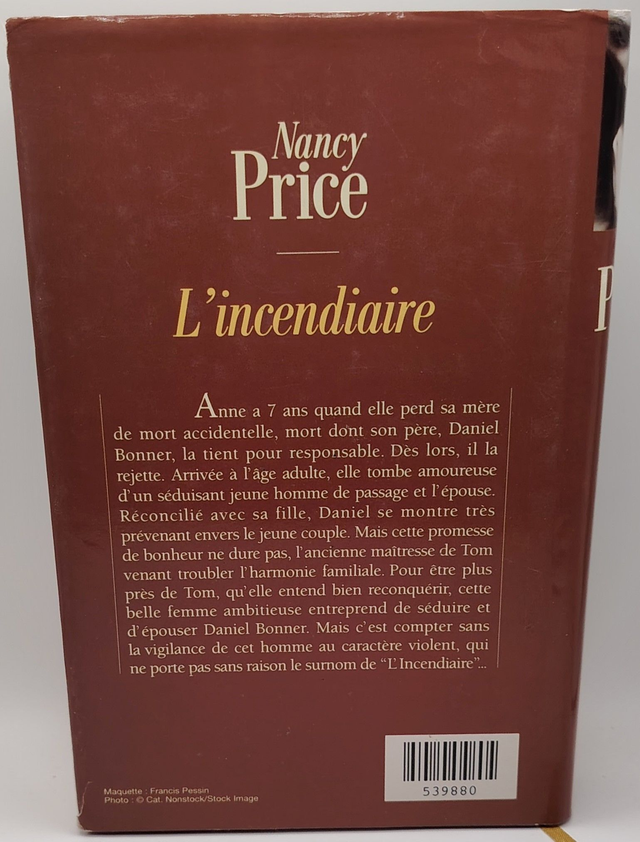 Nancy
Price
L'incendiaire
Anne a 7 ans quand elle perd sa mère
de mort accidentelle, mort dont son père, Daniel
Bonner, la tient pour responsable. Dès lors, il la
rejette. Arrivée à l'âge adulte, elle tombe amoureuse
d'un séduisant jeune homme de passage et l'épouse.
Réconcilié avec sa fille, Daniel se montre très
prévenant envers le jeune couple. Mais cette promesse
de bonheur ne dure pas, l'ancienne maîtresse de Tom
venant troubler l'harmonie familiale. Pour être plus
près de Tom, qu'elle entend bien reconquérir, cette
belle femme ambitieuse entreprend de séduire et
d'épouser Daniel Bonner. Mais c'est compter sans
la vigilance de cet homme au caractère violent, qui
ne porte pas sans raison le surnom de "L'Incendiaire"...
Maquette : Francis Pessin
Photo : © Cat. Nonstock/Stock Image
539880
P